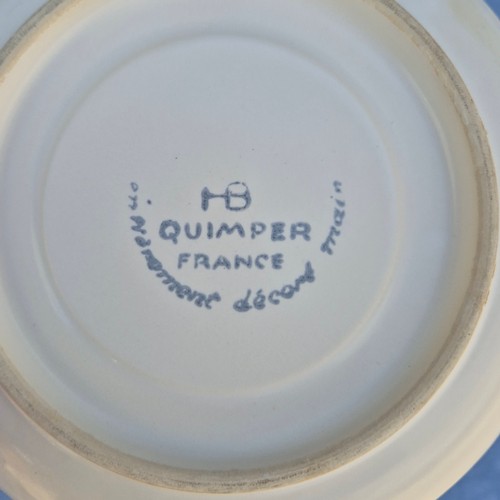 HB
QUIMPER
FRANCE
entièrement décoré main